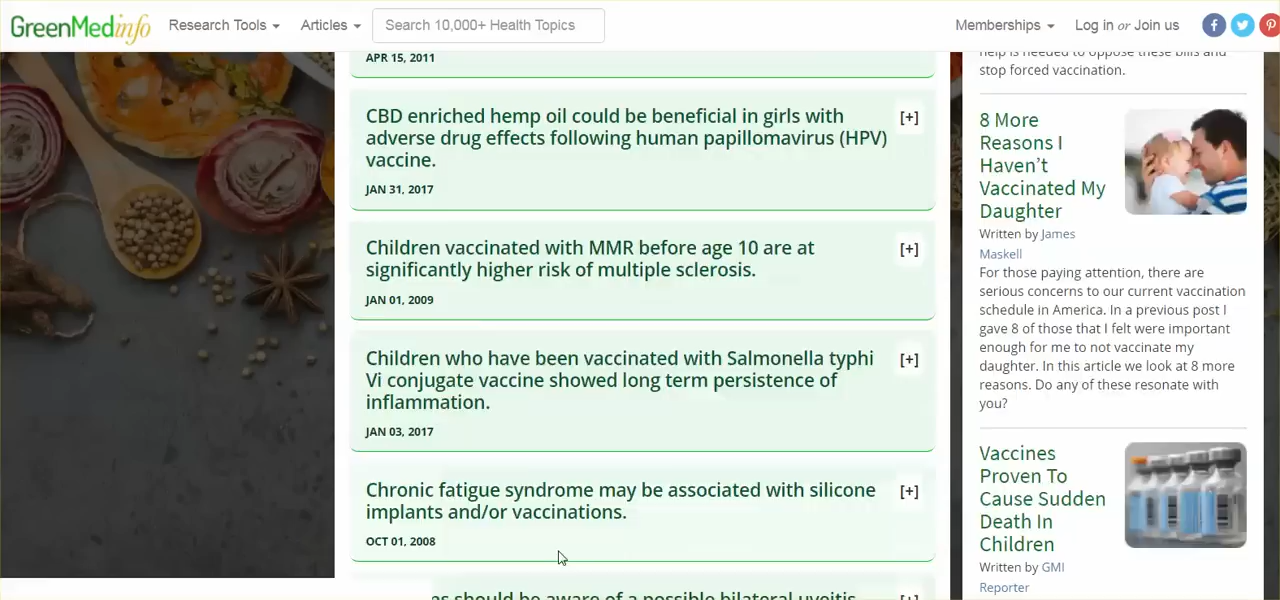 GreenMedinfo Research Tools Articles Search 10,000+ Health Topics Memberships Log in or Join us
APR 15, 2011
CBD enriched hemp oil could be beneficial in girls with
adverse drug effects following human papillomavirus (HPV)
vaccine.
[+]
JAN 31, 2017
Children vaccinated with MMR before age 10 are at
significantly higher risk of multiple sclerosis.
[+]
JAN 01, 2009
Children who have been vaccinated with Salmonella typhi
Vi conjugate vaccine showed long term persistence of
inflammation.
[+]
JAN 03, 2017
Chronic fatigue syndrome may be associated with silicone
implants and/or vaccinations.
[+]
OCT 01, 2008
should be aware of a possible bilateral uveitis
help is needed to oppose these bills and
stop forced vaccination.
8 More
Reasons I
Haven’t
Vaccinated My
Daughter
Written by James
Maskell
For those paying attention, there are
serious concerns to our current vaccination
schedule in America. In a previous post I
gave 8 of those that I felt were important
enough for me to not vaccinate my
daughter. In this article we look at 8 more
reasons. Do any of these resonate with
you?
Vaccines
Proven To
Cause Sudden
Death In
Children
Written by GMI
Reporter